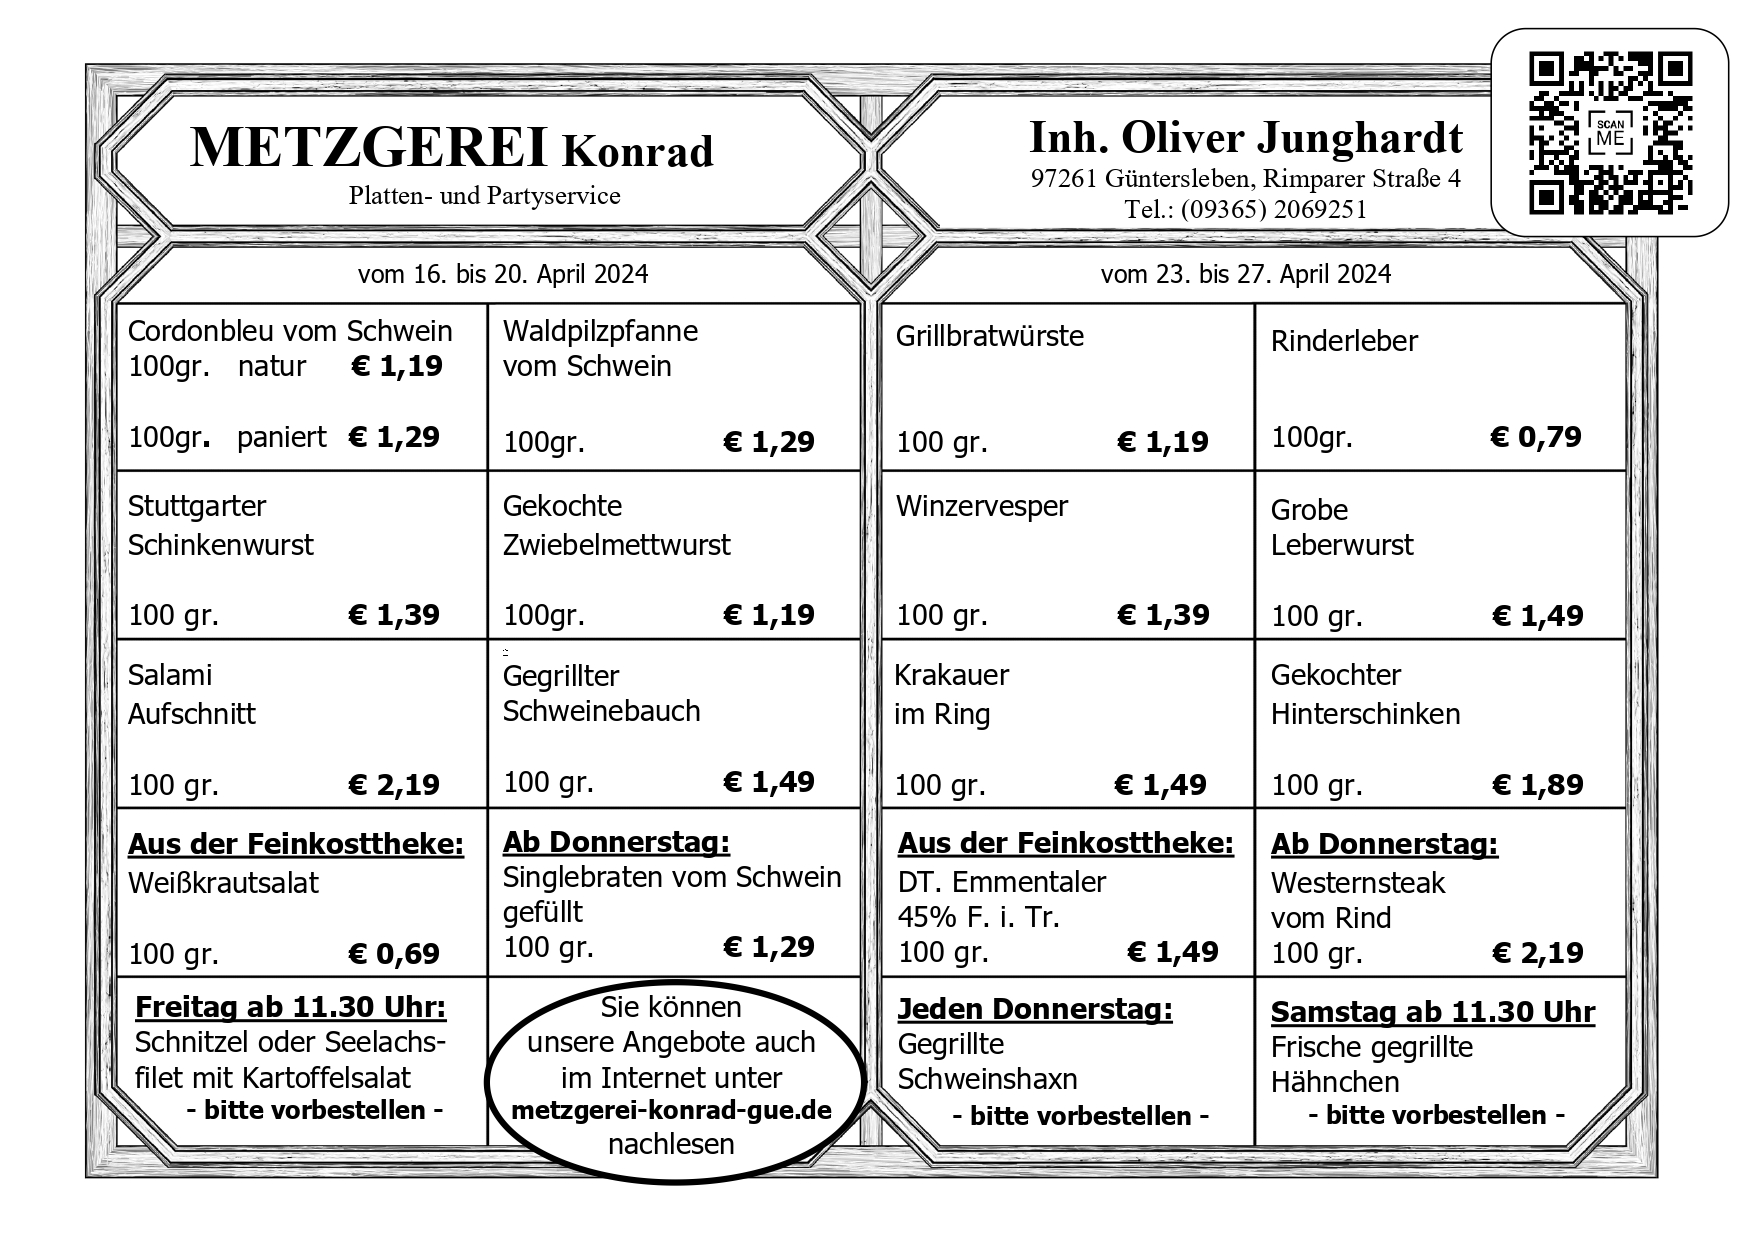 METZGEREI Konrad
Platten- und Partyservice
Inh. Oliver Junghardt
97261 Güntersleben, Rimparer Straße 4
Tel.: (09365) 2069251
SCAN
ME
vom 16. bis 20. April 2024
Cordonbleu vom Schwein
100gr. natur € 1,19
100gr. paniert € 1,29
Waldpilzpfanne
vom Schwein
100gr. € 1,29
Stuttgarter
Schinkenwurst
100 gr. € 1,39
Gekochte
Zwiebelmettwurst
100gr. € 1,19
Salami
Aufschnitt
100 gr. € 2,19
Gegrillter
Schweinebauch
100 gr. € 1,49
Aus der Feinkosttheke:
Weißkrautsalat
100 gr. € 0,69
Ab Donnerstag:
Singlebraten vom Schwein
gefüllt
100 gr. € 1,29
Freitag ab 11.30 Uhr:
Schnitzel oder Seelachs-
filet mit Kartoffelsalat
- bitte vorbestellen -
Sie können
unsere Angebote auch
im Internet unter
metzgerei-konrad-gue.de
nachlesen
vom 23. bis 27. April 2024
Grillbratwürste
100 gr. € 1,19
Rinderleber
100gr. € 0,79
Winzervesper
100 gr. € 1,39
Grobe
Leberwurst
100 gr. € 1,49
Krakauer
im Ring
100 gr. € 1,49
Gekochter
Hinterschinken
100 gr. € 1,89
Aus der Feinkosttheke:
DT. Emmentaler
45% F. i. Tr.
100 gr. € 1,49
Ab Donnerstag:
Westernsteak
vom Rind
100 gr. € 2,19
Jeden Donnerstag:
Gegrillte
Schweinshaxn
- bitte vorbestellen -
Samstag ab 11.30 Uhr
Frische gegrillte
Hähnchen
- bitte vorbestellen -